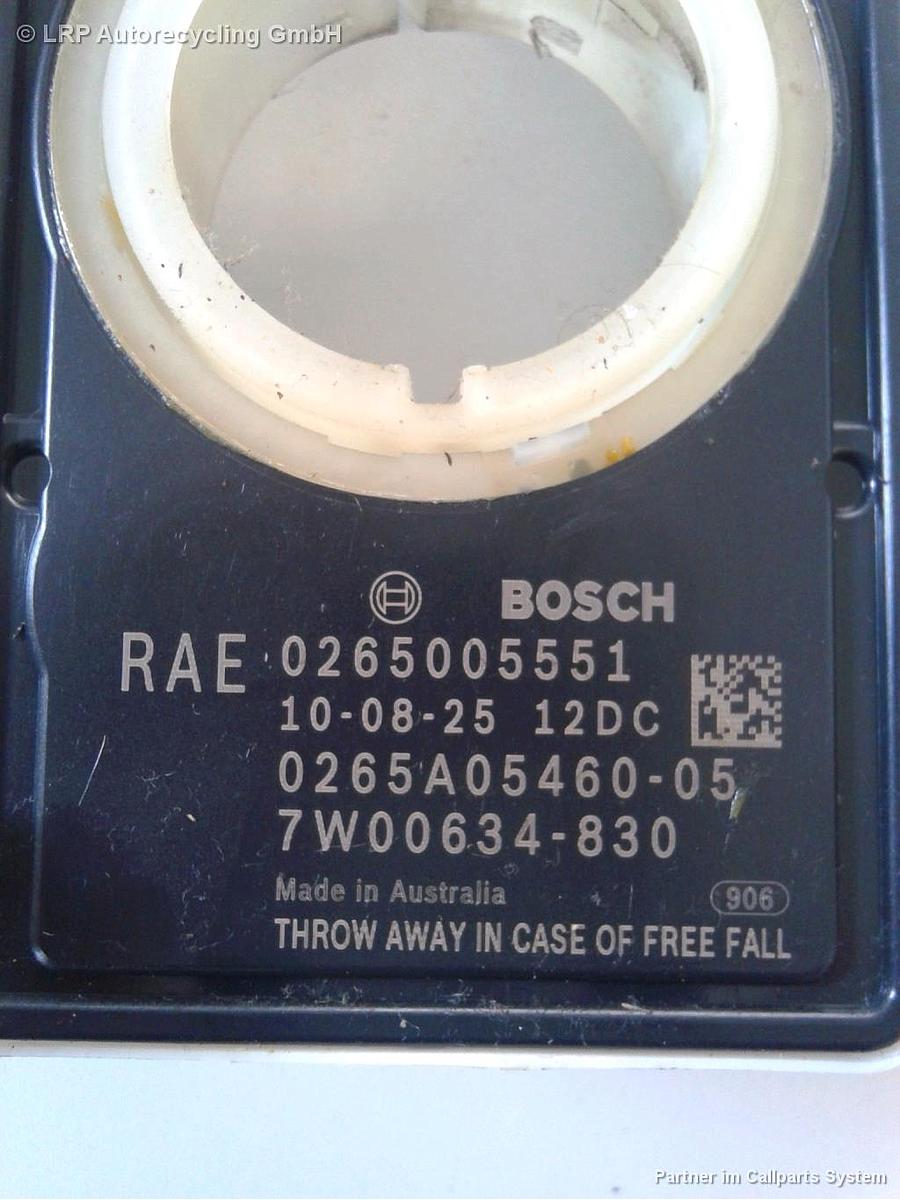 © LRP Autorecycling GmbH
BOSCH
RAE 0265005551
10-08-25 12DC
0265A05460-05
7W00634-830
Made in Australia 906
THROW AWAY IN CASE OF FREE FALL
Partner im Callparts System